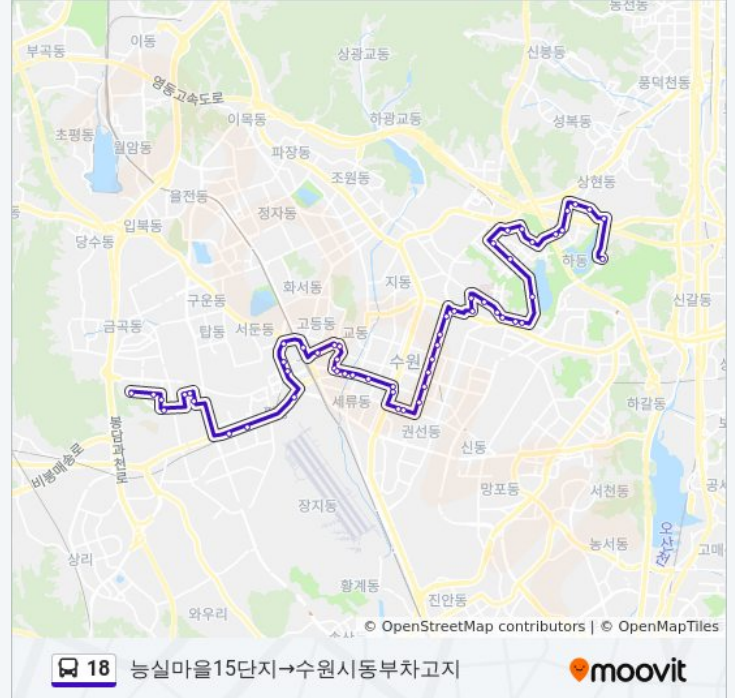 동천동
부곡동
이동
상광교동
신봉동
풍덕천동
영동고속도로
이목동
하광교동
성복동
초평동
월암동
파장동
조원동
상현동
율전동
정자동
입북동
당수동
지동
하동
구운동
화서동
신갈동
금곡동
탑동
서둔동
고등동
교동
수원
세류동
하갈동
권선동
봉담과천로
신동
비봉매송로
망포동
서천동
장지동
오산천
농서동
고매
상리
황계동
진안동
와우리
© OpenStreetMap contributors | © OpenMapTiles
18 능실마을15단지→수원시동부차고지
moovit